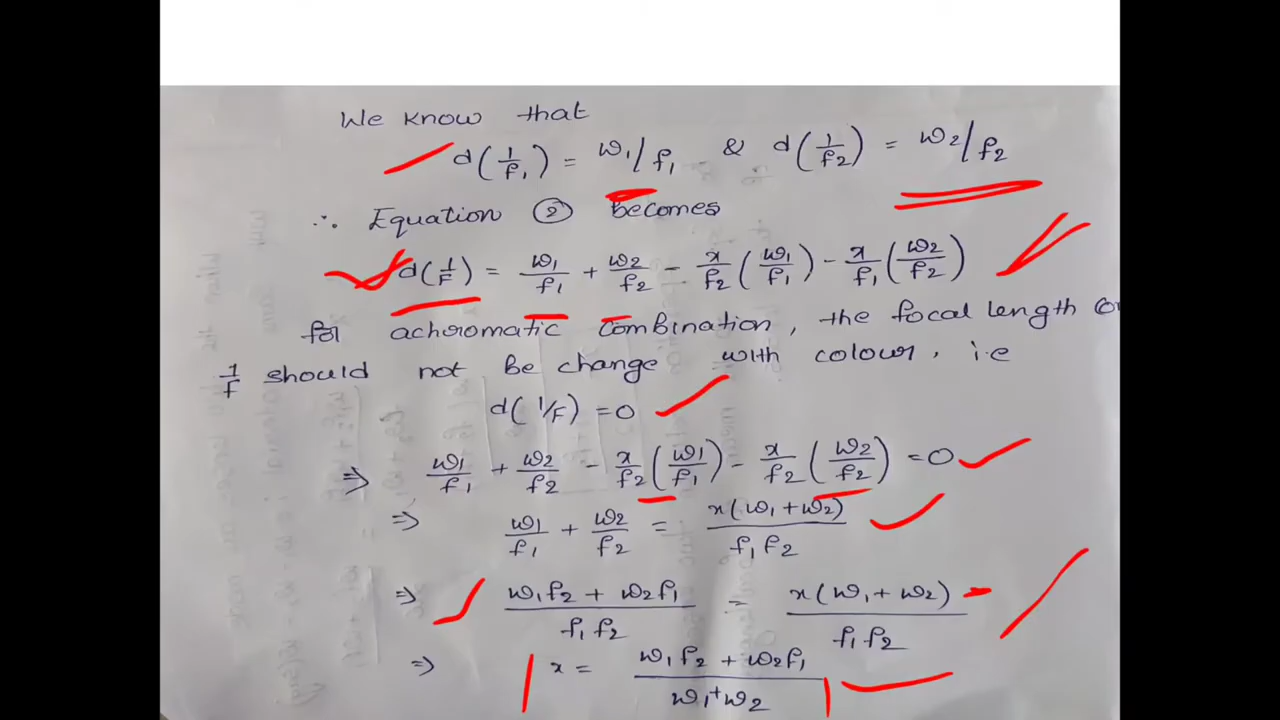 We know that
d(1/f₁) = ω₁/f₁ & d(1/f₂) = ω₂/f₂
∴ Equation ② becomes
d(1/F) = ω₁/f₁ + ω₂/f₂ - x/f₂(ω₁/f₁) - x/f₁(ω₂/f₂)
for achromatic combination, the focal length or
1/f should not be change with colour, i.e
d(1/F) = 0
⇒ ω₁/f₁ + ω₂/f₂ - x/f₂(ω₁/f₁) - x/f₂(ω₂/f₂) = 0
⇒ ω₁/f₁ + ω₂/f₂ = x(ω₁+ω₂)/f₁f₂
⇒ ω₁f₂ + ω₂f₁/f₁f₂ = x(ω₁+ω₂)/f₁f₂
⇒ x = ω₁f₂ + ω₂f₁/ω₁+ω₂